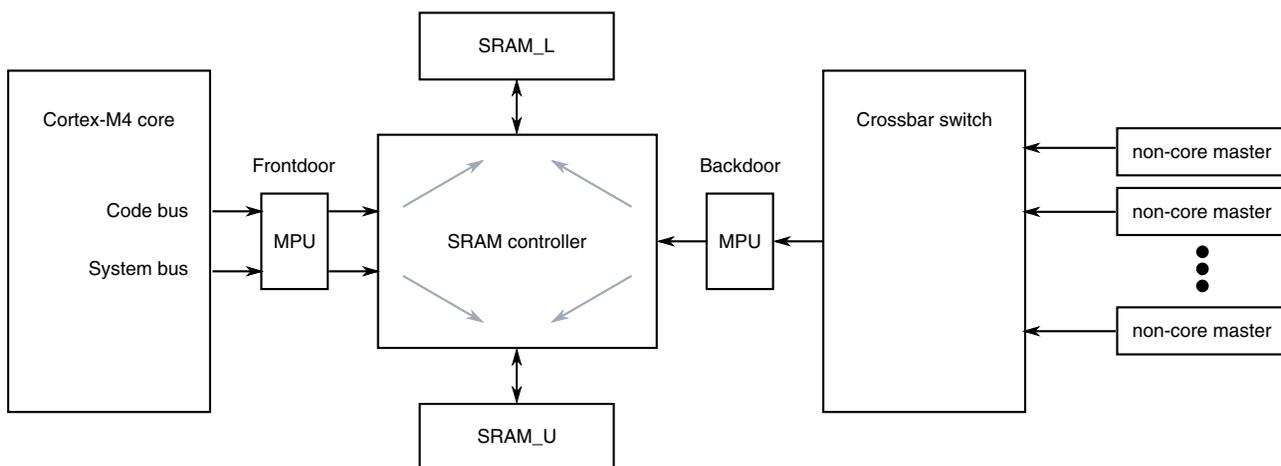 SRAM_L
Cortex-M4 core
Crossbar switch
non-core master
Frontdoor
Backdoor
Code bus
non-core master
MPU
SRAM controller
MPU
System bus
non-core master
SRAM_U